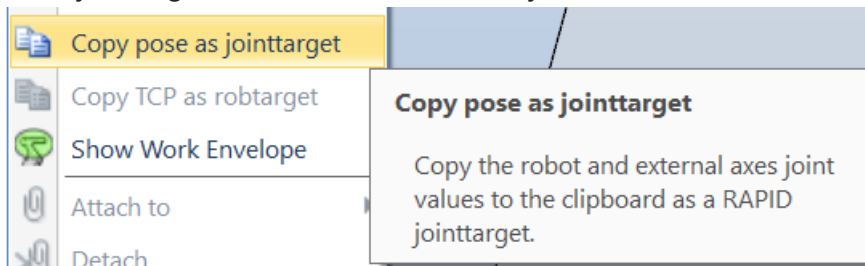 Copy pose as jointtarget
Copy TCP as robtarget
Show Work Envelope
Attach to
Detach
Copy pose as jointtarget
Copy the robot and external axes joint
values to the clipboard as a RAPID
jointtarget.